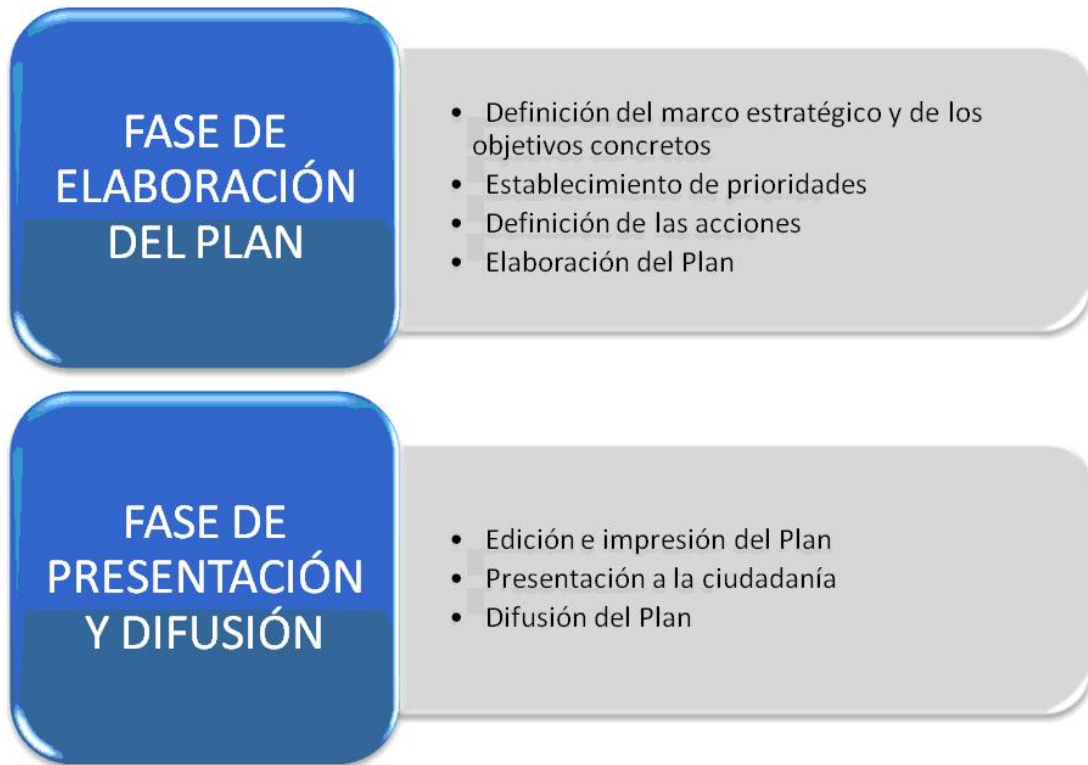 FASE DE
ELABORACIÓN
DEL PLAN
• Definición del marco estratégico y de los
objetivos concretos
• Establecimiento de prioridades
• Definición de las acciones
• Elaboración del Plan
FASE DE
PRESENTACIÓN
Y DIFUSIÓN
• Edición e impresión del Plan
• Presentación a la ciudadanía
• Difusión del Plan